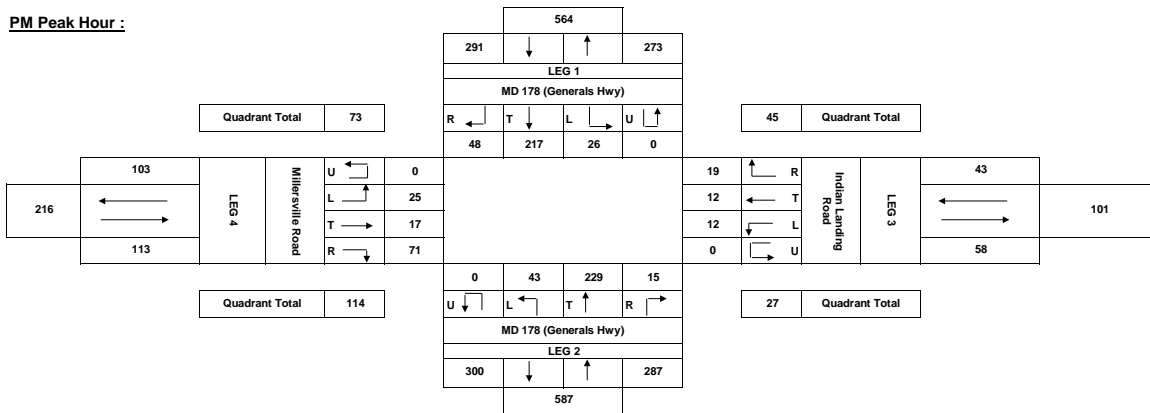 PM Peak Hour :
564
291 273
LEG 1
MD 178 (Generals Hwy)
Quadrant Total 73
R T L U
45 Quadrant Total
48 217 26 0
103
U 0
19 R
43
216
LEG 4
Millersville Road
L 25
12 T
Indian Landing Road
LEG 3
101
T 17
12 L
113
R 71
0 U
58
0 43 229 15
Quadrant Total 114
U L T R
27 Quadrant Total
MD 178 (Generals Hwy)
LEG 2
300 287
587